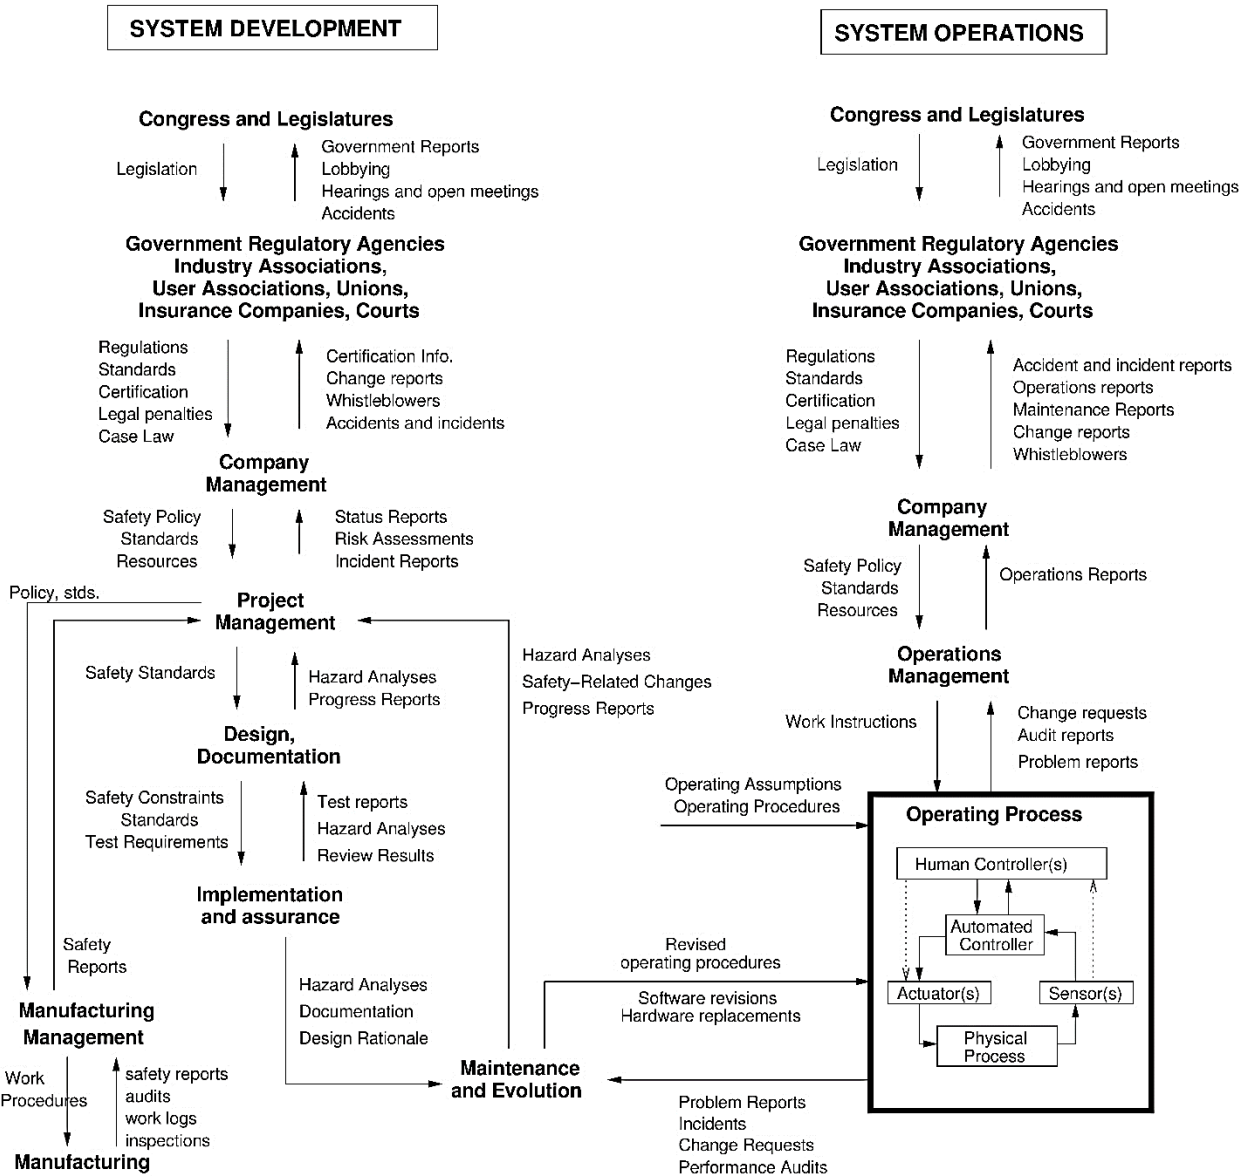 SYSTEM DEVELOPMENT
Congress and Legislatures
Legislation
Government Reports
Lobbying
Hearings and open meetings
Accidents
Government Regulatory Agencies
Industry Associations,
User Associations, Unions,
Insurance Companies, Courts
Regulations
Standards
Certification
Legal penalties
Case Law
Certification Info.
Change reports
Whistleblowers
Accidents and incidents
Company
Management
Safety Policy
Standards
Resources
Status Reports
Risk Assessments
Incident Reports
Policy, stds.
Project
Management
Safety Standards
Hazard Analyses
Progress Reports
Hazard Analyses
Safety-Related Changes
Progress Reports
Design,
Documentation
Safety Constraints
Standards
Test Requirements
Test reports
Hazard Analyses
Review Results
Implementation
and assurance
Safety
Reports
Hazard Analyses
Documentation
Design Rationale
Manufacturing
Management
Work
Procedures
safety reports
audits
work logs
inspections
Manufacturing
Maintenance
and Evolution
SYSTEM OPERATIONS
Congress and Legislatures
Legislation
Government Reports
Lobbying
Hearings and open meetings
Accidents
Government Regulatory Agencies
Industry Associations,
User Associations, Unions,
Insurance Companies, Courts
Regulations
Standards
Certification
Legal penalties
Case Law
Accident and incident reports
Operations reports
Maintenance Reports
Change reports
Whistleblowers
Company
Management
Safety Policy
Standards
Resources
Operations Reports
Operations
Management
Work Instructions
Change requests
Audit reports
Problem reports
Operating Assumptions
Operating Procedures
Operating Process
Human Controller(s)
Automated
Controller
Actuator(s)
Sensor(s)
Physical
Process
Revised
operating procedures
Software revisions
Hardware replacements
Problem Reports
Incidents
Change Requests
Performance Audits